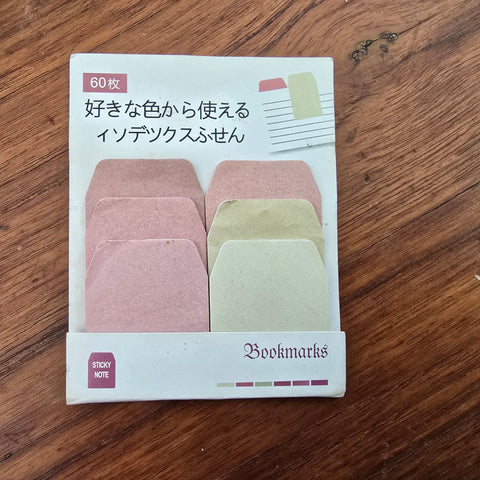 60枚
好きな色から使える
ィソデツクスふせん
Bookmarks
STICKY
NOTE